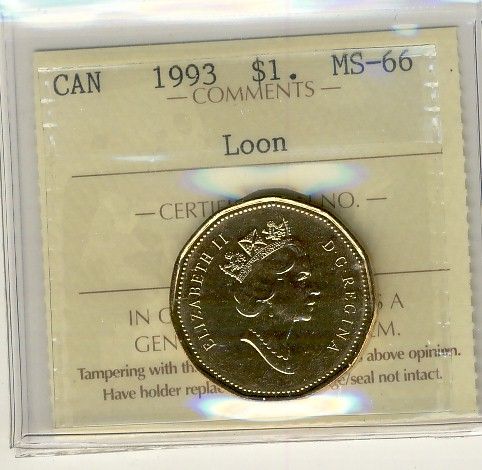 CAN 1993 $1. MS-66
— COMMENTS —
Loon
— CERTIF NO. —
IN S A
GEN M.
Tampering with th above opinion.
Have holder replac e/seal not intact.
ELIZABETH II D·G·REGINA